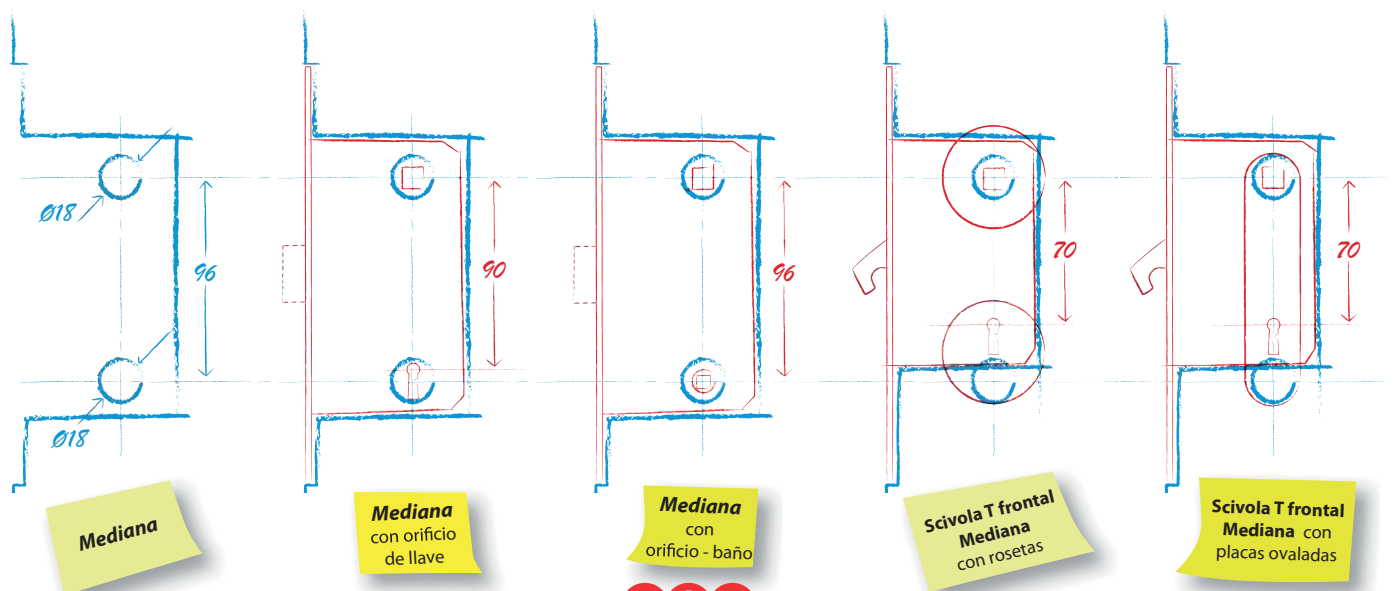 Ø18
96
Ø18
90
96
70
70
Mediana
Mediana
con orificio
de llave
Mediana
con
orificio - baño
Scivola T frontal
Mediana
con rosetas
Scivola T frontal
Mediana con
placas ovaladas